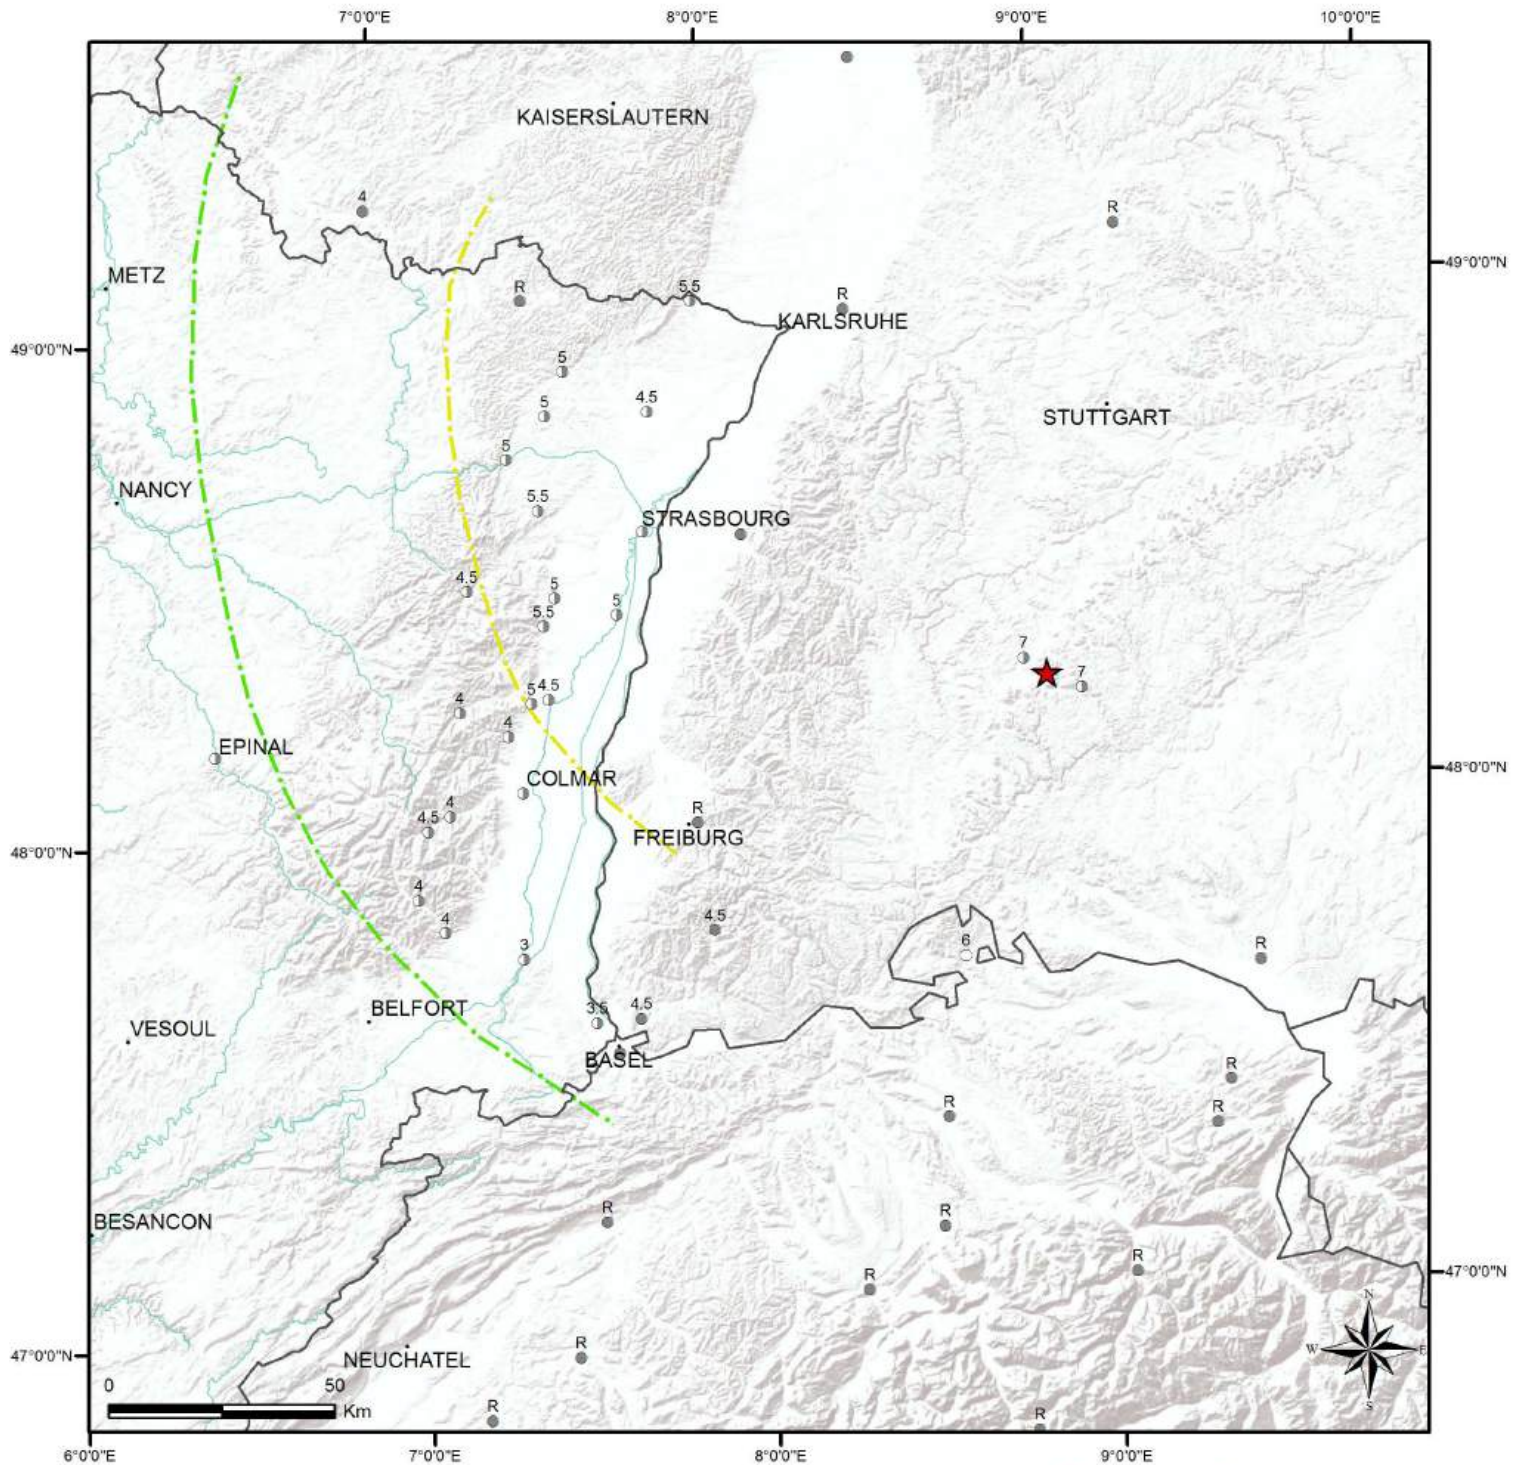 7°0'0"E 8°0'0"E 9°0'0"E 10°0'0"E
KAISERSLAUTERN
4
R
METZ
49°0'0"N
R
5.5
R
KARLSRUHE
49°0'0"N
5
5
4.5
STUTTGART
5
NANCY
5.5
STRASBOURG
4.5
5
5.5
5
7
7
5
4.5
4
4
EPINAL
48°0'0"N
COLMAR
4.5
4
R
FREIBURG
48°0'0"N
4
4
4.5
3
6
R
BELFORT
3.5
4.5
VESOUL
BASEL
R
R
R
BESANCON
R
R
R
R
47°0'0"N
N
W
E
S
R
NEUCHATEL
47°0'0"N
0 50
Km
R
R
6°0'0"E 7°0'0"E 8°0'0"E 9°0'0"E